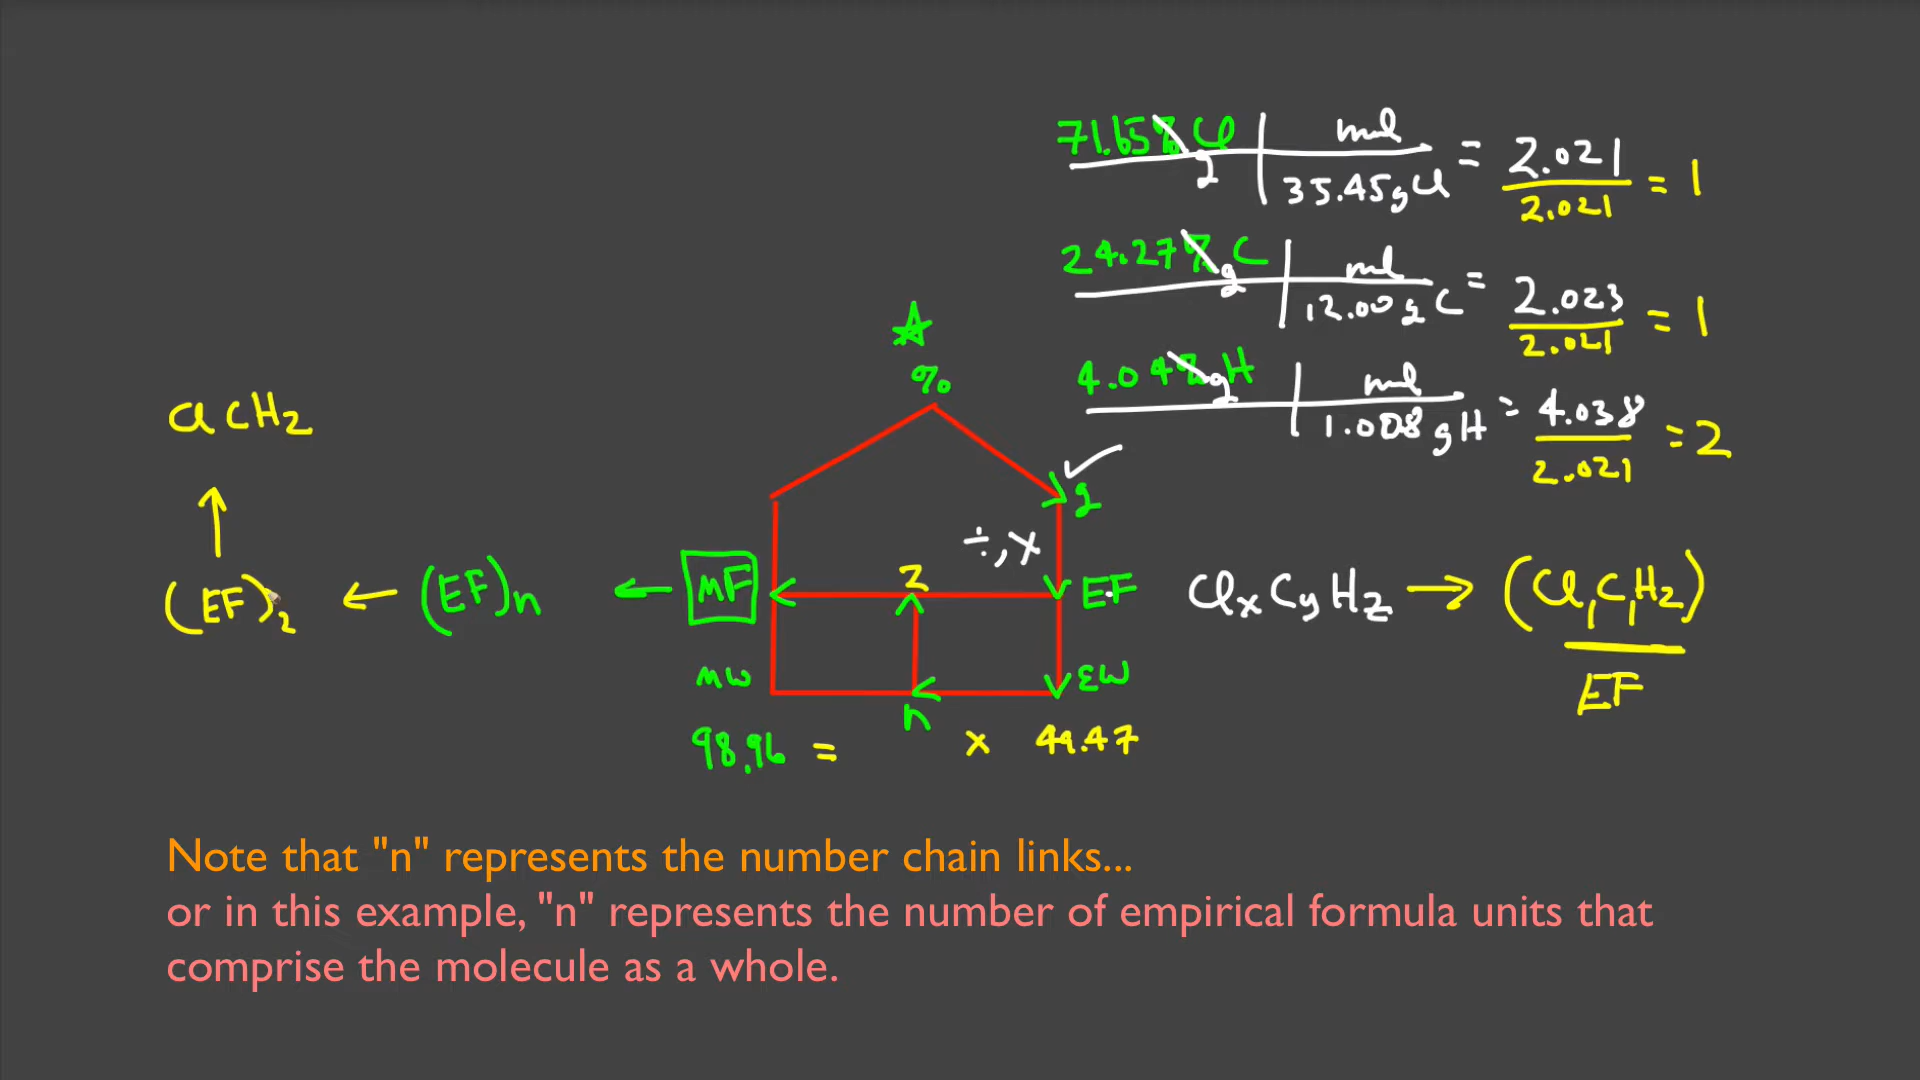 71.65% Cl | mol
g | 35.45 g Cl = 2.021 / 2.021 = 1
24.27% g C | mol
12.00 g C = 2.023 / 2.021 = 1
4.04% g H | mol
1.008 g H = 4.038 / 2.021 = 2
%
g
÷, x
Cl CH2
(EF)2 ← (EF)n ← MF 2 EF ClxCyHz → (Cl1C1H2)
EF
MW n EW
98.96 = x 49.47
Note that "n" represents the number chain links...
or in this example, "n" represents the number of empirical formula units that
comprise the molecule as a whole.